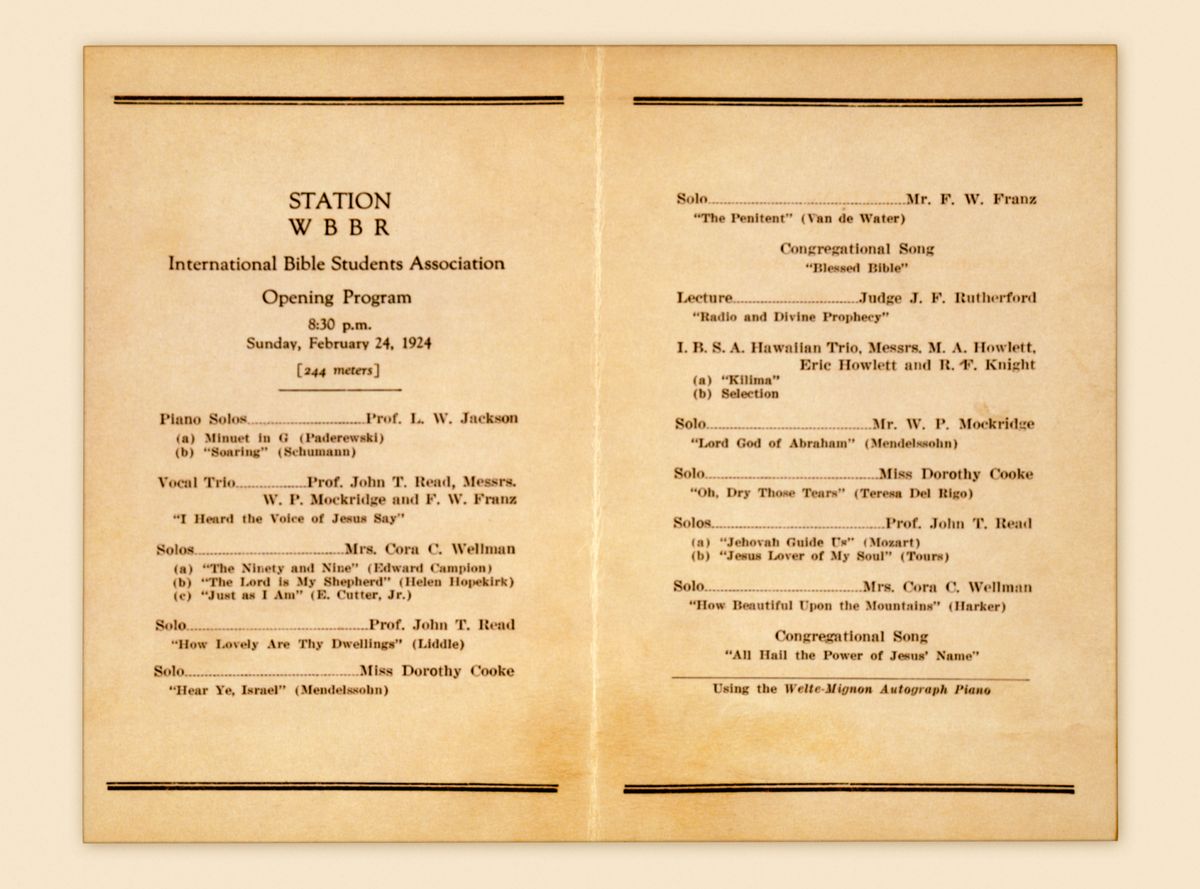 STATION
W B B R
International Bible Students Association
Opening Program
8:30 p.m.
Sunday, February 24, 1924
[244 meters]
Piano Solos........................Prof. L. W. Jackson
(a) Minuet in G (Paderewski)
(b) "Soaring" (Schumann)
Vocal Trio..............Prof. John T. Read, Messrs.
W. P. Mockridge and F. W. Franz
"I Heard the Voice of Jesus Say"
Solos..............................Mrs. Cora C. Wellman
(a) "The Ninety and Nine" (Edward Campion)
(b) "The Lord is My Shepherd" (Helen Hopekirk)
(c) "Just as I Am" (E. Cutter, Jr.)
Solo....................................Prof. John T. Read
"How Lovely Are Thy Dwellings" (Liddle)
Solo..................................Miss Dorothy Cooke
"Hear Ye, Israel" (Mendelssohn)
Solo.......................................Mr. F. W. Franz
"The Penitent" (Van de Water)
Congregational Song
"Blessed Bible"
Lecture.........................Judge J. F. Rutherford
"Radio and Divine Prophecy"
I. B. S. A. Hawaiian Trio, Messrs. M. A. Howlett,
Eric Howlett and R. F. Knight
(a) "Kilima"
(b) Selection
Solo.................................Mr. W. P. Mockridge
"Lord God of Abraham" (Mendelssohn)
Solo..................................Miss Dorothy Cooke
"Oh, Dry Those Tears" (Teresa Del Rigo)
Solos..................................Prof. John T. Read
(a) "Jehovah Guide Us" (Mozart)
(b) "Jesus Lover of My Soul" (Tours)
Solo...............................Mrs. Cora C. Wellman
"How Beautiful Upon the Mountains" (Harker)
Congregational Song
"All Hail the Power of Jesus' Name"
Using the Welte-Mignon Autograph Piano